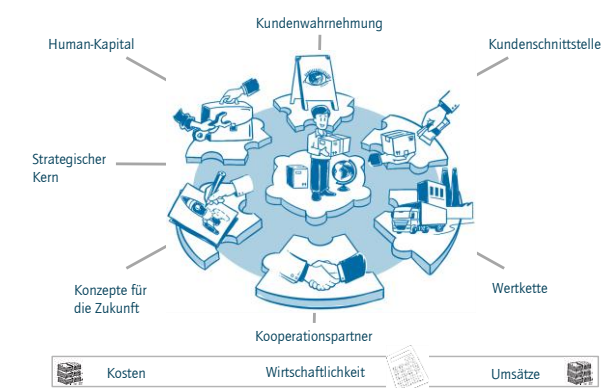 Kundenwahrnehmung
Human-Kapital
Kundenschnittstelle
Strategischer
Kern
Konzepte für
die Zukunft
Wertkette
Kooperationspartner
Kosten
Wirtschaftlichkeit
Umsätze